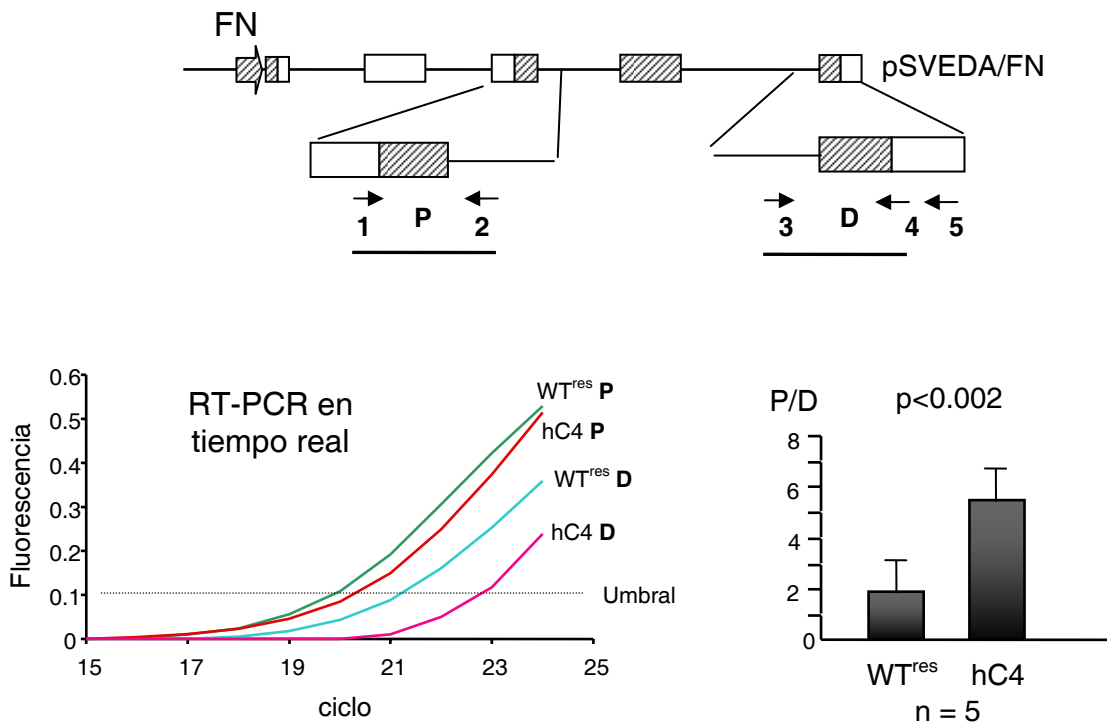 FN
pSVEDA/FN
1 P 2
3 D 4 5
RT-PCR en
tiempo real
Fluorescencia
0.6
0.5
0.4
0.3
0.2
0.1
0
15 17 19 21 23 25
ciclo
WTres P
hC4 P
WTres D
hC4 D
Umbral
P/D
p<0.002
8
6
4
2
0
WTres hC4
n = 5